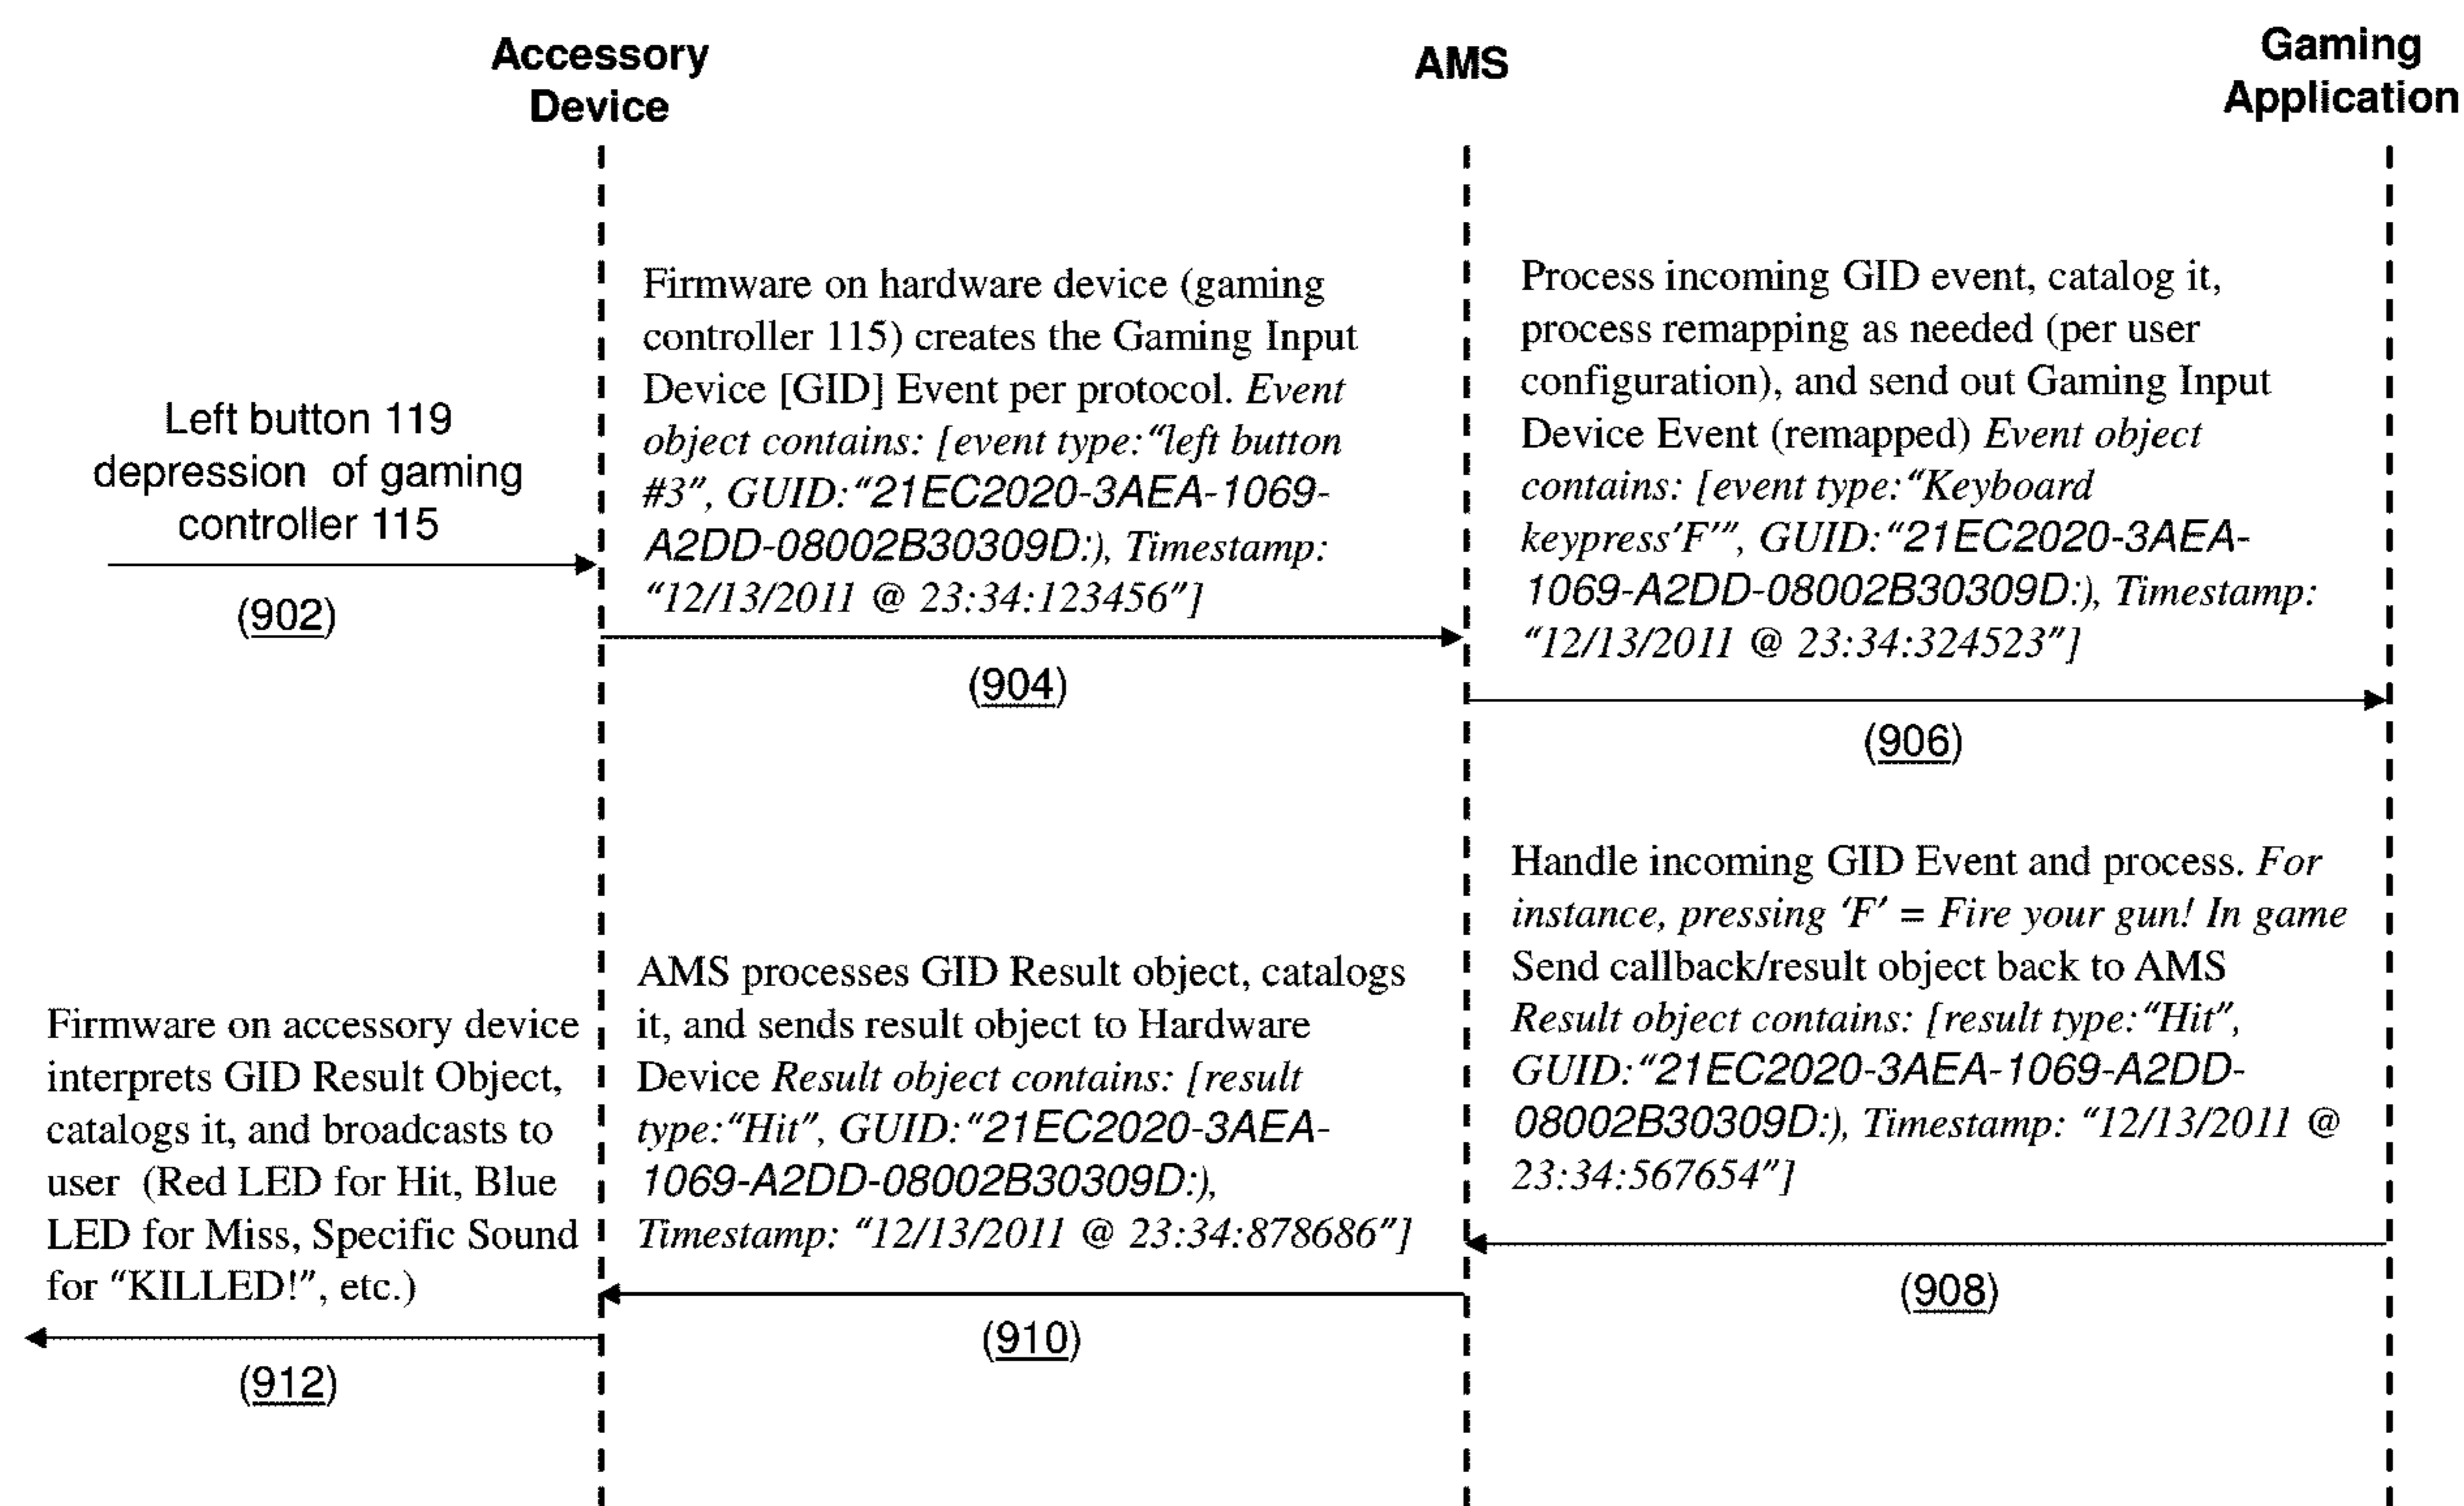 Accessory
Device
AMS
Gaming
Application
Left button 119
depression of gaming
controller 115
(902)
Firmware on hardware device (gaming
controller 115) creates the Gaming Input
Device [GID] Event per protocol. Event
object contains: [event type:“left button
#3”, GUID:“21EC2020-3AEA-1069-
A2DD-08002B30309D:), Timestamp:
“12/13/2011 @ 23:34:123456”]
(904)
Process incoming GID event, catalog it,
process remapping as needed (per user
configuration), and send out Gaming Input
Device Event (remapped) Event object
contains: [event type:“Keyboard
keypress'F'”, GUID:“21EC2020-3AEA-
1069-A2DD-08002B30309D:), Timestamp:
“12/13/2011 @ 23:34:324523”]
(906)
Handle incoming GID Event and process. For
instance, pressing 'F' = Fire your gun! In game
Send callback/result object back to AMS
Result object contains: [result type:“Hit”,
GUID:“21EC2020-3AEA-1069-A2DD-
08002B30309D:), Timestamp: “12/13/2011 @
23:34:567654”]
(908)
AMS processes GID Result object, catalogs
it, and sends result object to Hardware
Device Result object contains: [result
type:“Hit”, GUID:“21EC2020-3AEA-
1069-A2DD-08002B30309D:),
Timestamp: “12/13/2011 @ 23:34:878686”]
(910)
Firmware on accessory device
interprets GID Result Object,
catalogs it, and broadcasts to
user (Red LED for Hit, Blue
LED for Miss, Specific Sound
for “KILLED!”, etc.)
(912)